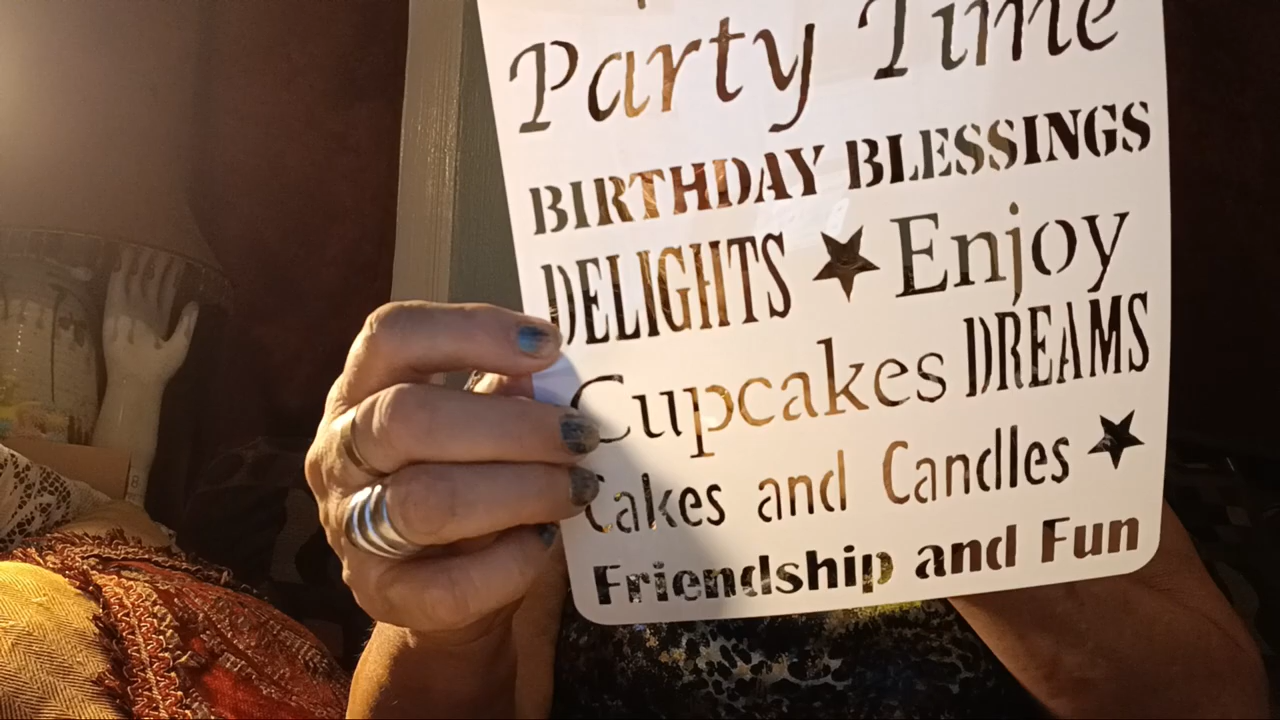 Party Time
BIRTHDAY BLESSINGS
DELIGHTS ★ Enjoy
Cupcakes DREAMS
Cakes and Candles ★
Friendship and Fun